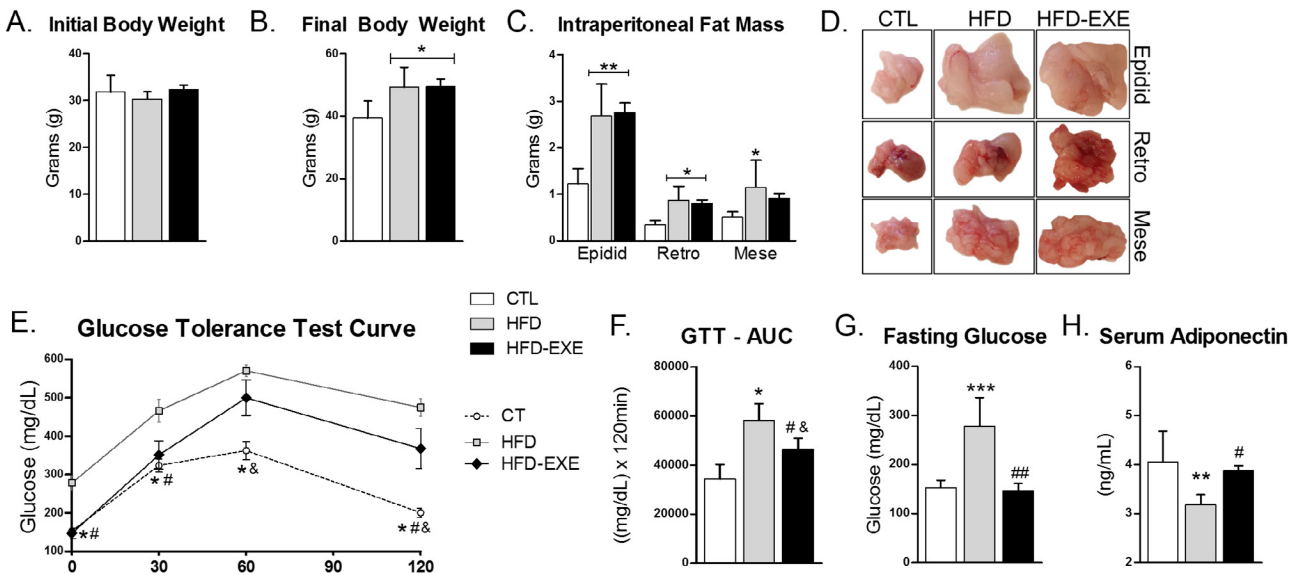 A. Initial Body Weight
Grams (g)
40
30
20
10
0
B. Final Body Weight
*
Grams (g)
60
40
20
0
C. Intraperitoneal Fat Mass
**
*
*
Grams (g)
4
3
2
1
0
Epidid Retro Mese
D. CTL HFD HFD-EXE
Epidid
Retro
Mese
CTL
HFD
HFD-EXE
E. Glucose Tolerance Test Curve
Glucose (mg/dL)
600
500
400
300
200
100
*#
*#
*&
*#&
0 30 60 90 120
CT
HFD
HFD-EXE
F. GTT - AUC
((mg/dL) x 120min)
80000
60000
40000
20000
0
*
#&
G. Fasting Glucose
Glucose (mg/dL)
400
300
200
100
0
***
##
H. Serum Adiponectin
(ng/mL)
6
5
4
3
2
**
#